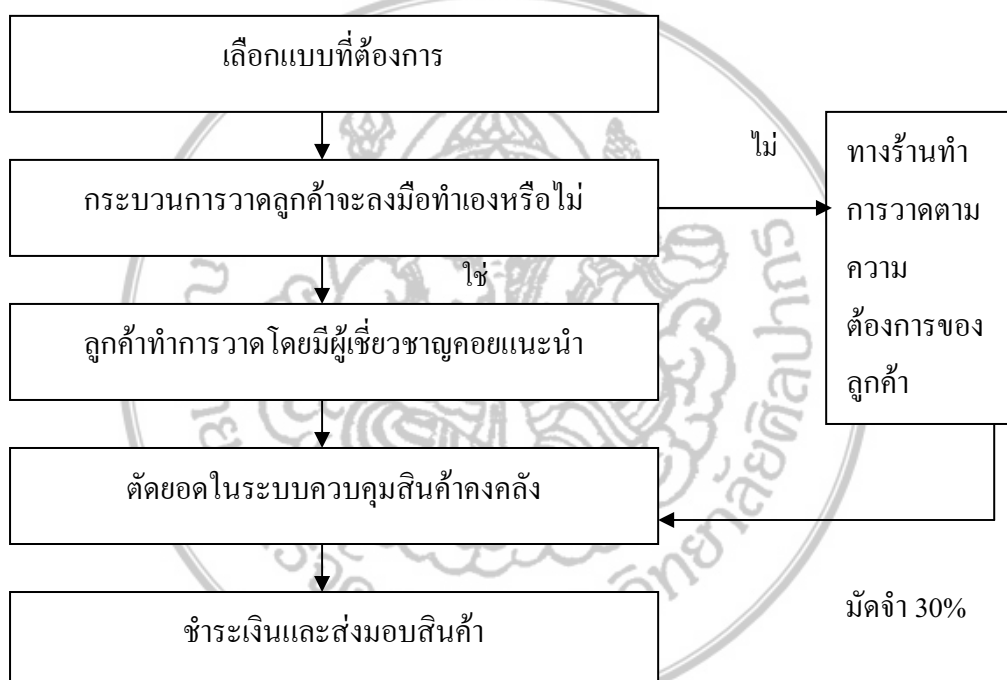 เลือกแบบที่ต้องการ
กระบวนการวาดลูกค้าจะลงมือทำเองหรือไม่
ไม่
ทางร้านทำ
การวาดตาม
ความ
ต้องการของ
ลูกค้า
ใช่
ลูกค้าทำการวาดโดยมีผู้เชี่ยวชาญคอยแนะนำ
ตัดยอดในระบบควบคุมสินค้าคงคลัง
มัดจำ 30%
ชำระเงินและส่งมอบสินค้า